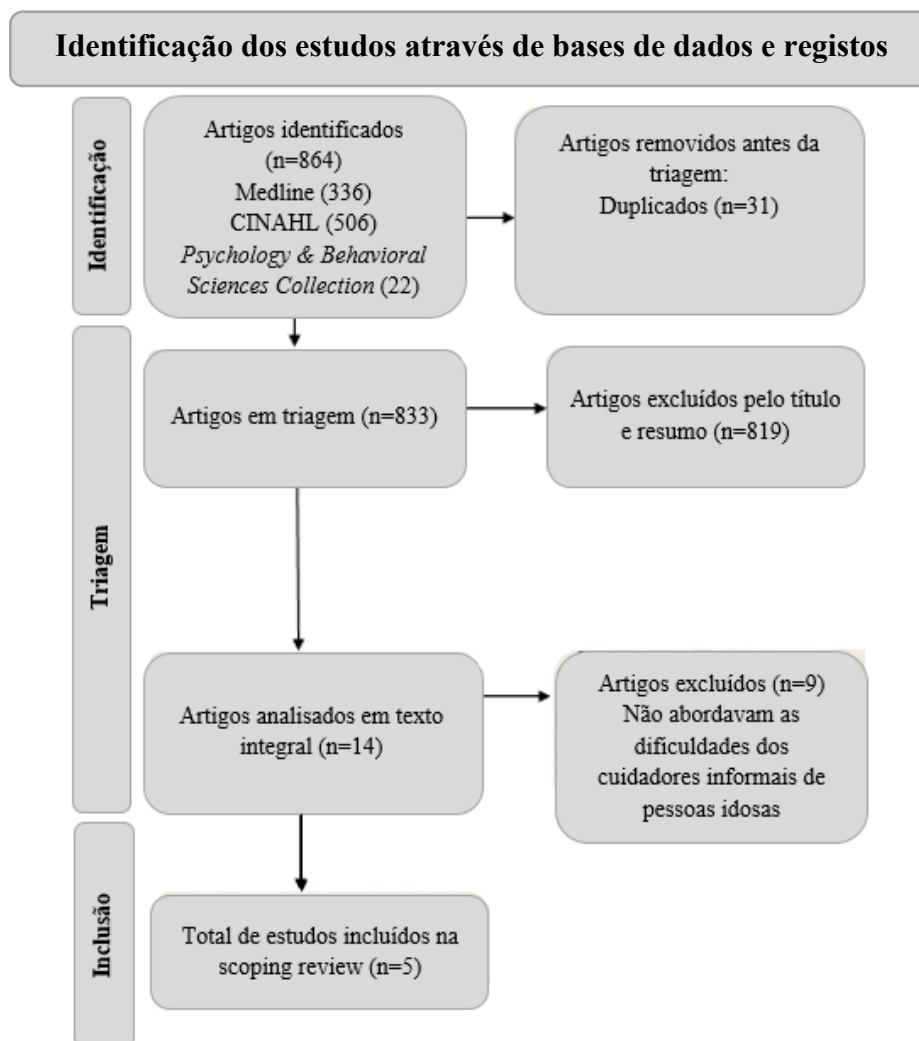 Identificação dos estudos através de bases de dados e registos
Identificação
Artigos identificados
(n=864)
Medline (336)
CINAHL (506)
Psychology & Behavioral
Sciences Collection (22)
Artigos removidos antes da
triagem:
Duplicados (n=31)
Triagem
Artigos em triagem (n=833)
Artigos excluídos pelo título
e resumo (n=819)
Artigos analisados em texto
integral (n=14)
Artigos excluídos (n=9)
Não abordavam as
dificuldades dos
cuidadores informais de
pessoas idosas
Inclusão
Total de estudos incluídos na
scoping review (n=5)